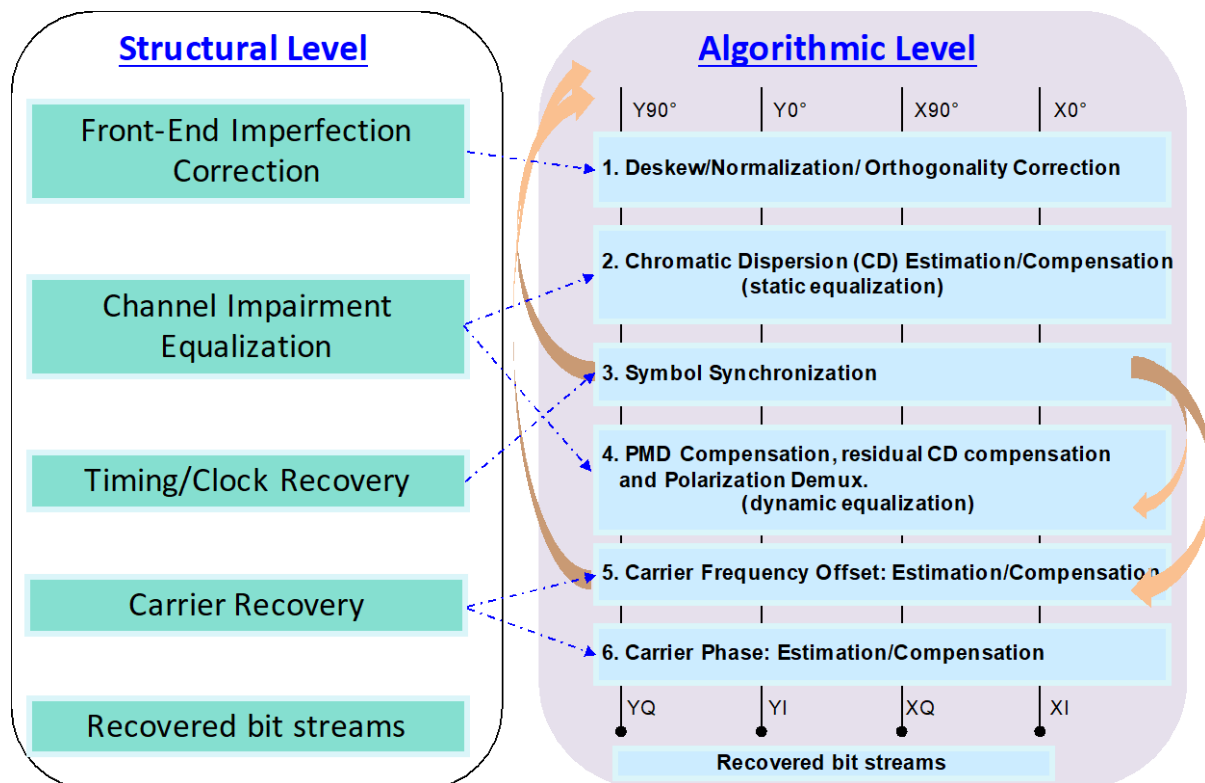 Structural Level
Front-End Imperfection
Correction
Channel Impairment
Equalization
Timing/Clock Recovery
Carrier Recovery
Recovered bit streams
Algorithmic Level
Y90° Y0° X90° X0°
1. Deskew/Normalization/ Orthogonality Correction
2. Chromatic Dispersion (CD) Estimation/Compensation
(static equalization)
3. Symbol Synchronization
4. PMD Compensation, residual CD compensation
and Polarization Demux.
(dynamic equalization)
5. Carrier Frequency Offset: Estimation/Compensation
6. Carrier Phase: Estimation/Compensation
YQ YI XQ XI
Recovered bit streams